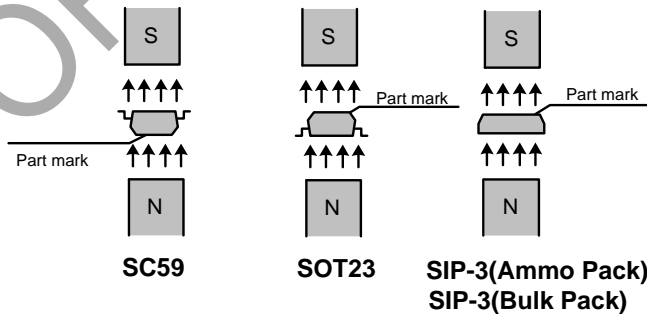 S S S
Part mark Part mark
Part mark
N N N
SC59 SOT23 SIP-3(Ammo Pack)
SIP-3(Bulk Pack)